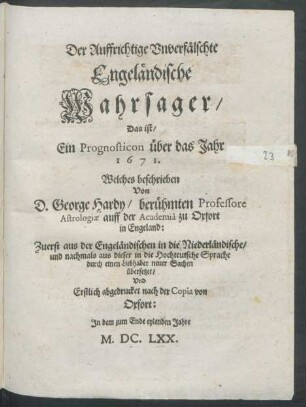 Der Auffrichtige Unverfälschte
Engeländische
Wahrsager/
Das ist/
Ein Prognosticon über das Jahr
1671.
23
Welches beschrieben
Von
D. George Hardy/ berühmten Professore
Astrologiæ auff der Academiâ zu Oxfort
in Engeland:
Zuerst aus der Engeländischen in die Niederländische/
und nachmals aus dieser in die Hochteutsche Sprache
durch einen Liebhaber neuer Sachen
übersetzet/
Und
Erstlich abgedrucket nach der Copia von
Oxfort:
In dem zum Ende eylenden Jahre
M. DC. LXX.